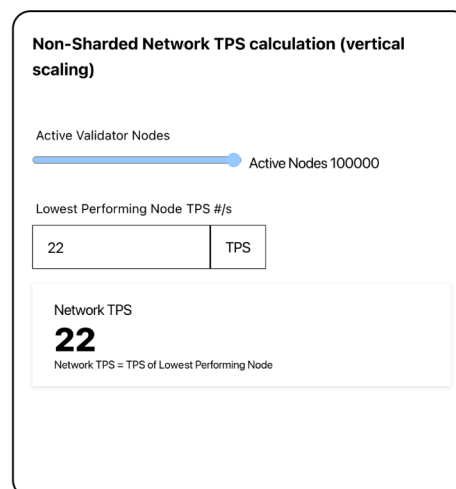 Non-Sharded Network TPS calculation (vertical
scaling)
Active Validator Nodes
Active Nodes 100000
Lowest Performing Node TPS #/s
22 TPS
Network TPS
22
Network TPS = TPS of Lowest Performing Node